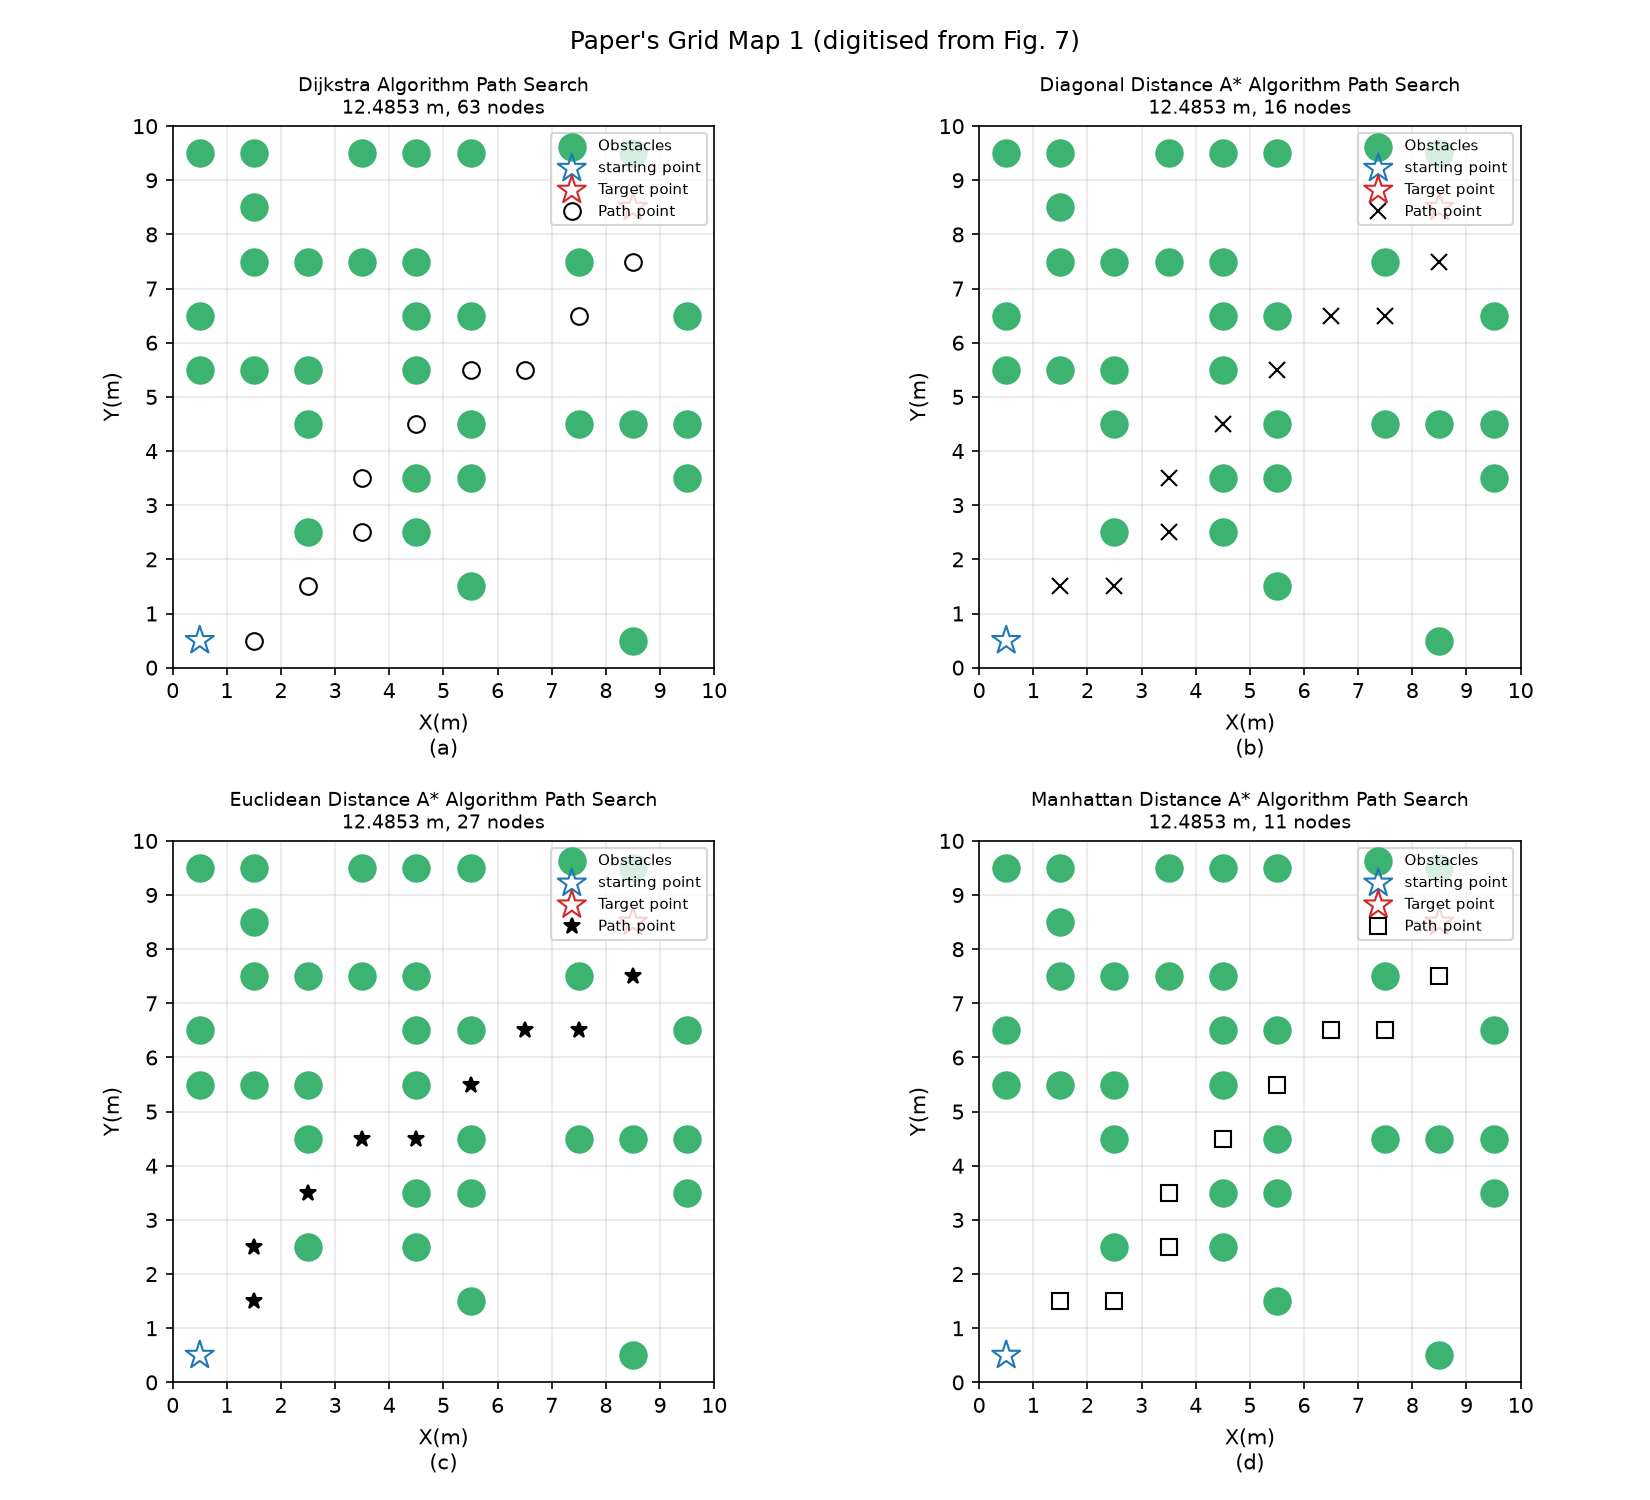 Paper's Grid Map 1 (digitised from Fig. 7)
Dijkstra Algorithm Path Search
12.4853 m, 63 nodes
10
9
8
7
6
5
4
3
2
1
0
Y(m)
Obstacles
starting point
Target point
Path point
0 1 2 3 4 5 6 7 8 9 10
X(m)
(a)
Diagonal Distance A* Algorithm Path Search
12.4853 m, 16 nodes
10
9
8
7
6
5
4
3
2
1
0
Y(m)
Obstacles
starting point
Target point
Path point
0 1 2 3 4 5 6 7 8 9 10
X(m)
(b)
Euclidean Distance A* Algorithm Path Search
12.4853 m, 27 nodes
10
9
8
7
6
5
4
3
2
1
0
Y(m)
Obstacles
starting point
Target point
Path point
0 1 2 3 4 5 6 7 8 9 10
X(m)
(c)
Manhattan Distance A* Algorithm Path Search
12.4853 m, 11 nodes
10
9
8
7
6
5
4
3
2
1
0
Y(m)
Obstacles
starting point
Target point
Path point
0 1 2 3 4 5 6 7 8 9 10
X(m)
(d)